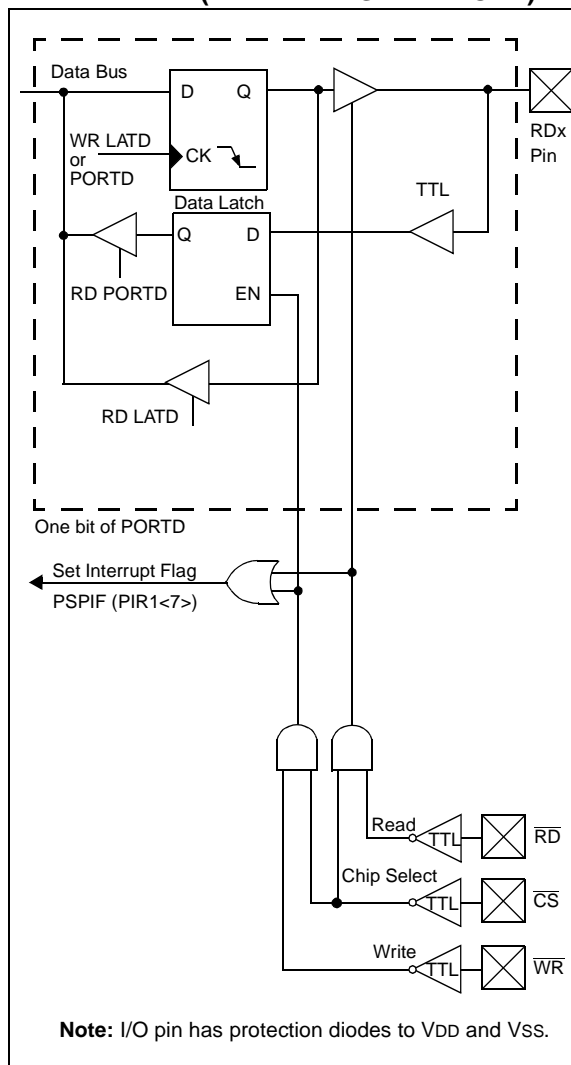 Data Bus
D Q
WR LATD
or
PORTD
CK
RDx
Pin
Data Latch
TTL
Q D
RD PORTD
EN
RD LATD
One bit of PORTD
Set Interrupt Flag
PSPIF (PIR1<7>)
Read
TTL
RD
Chip Select
TTL
CS
Write
TTL
WR
Note: I/O pin has protection diodes to VDD and VSS.